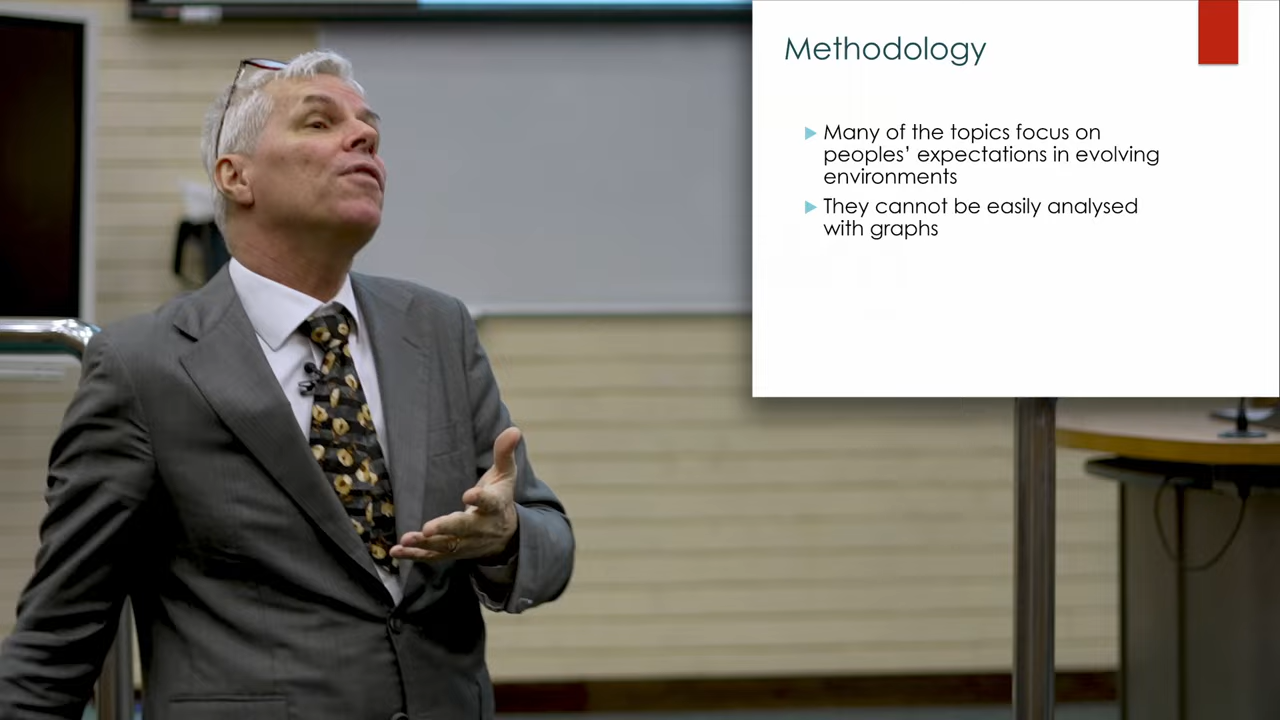 Methodology
Many of the topics focus on
peoples’ expectations in evolving
environments
They cannot be easily analysed
with graphs